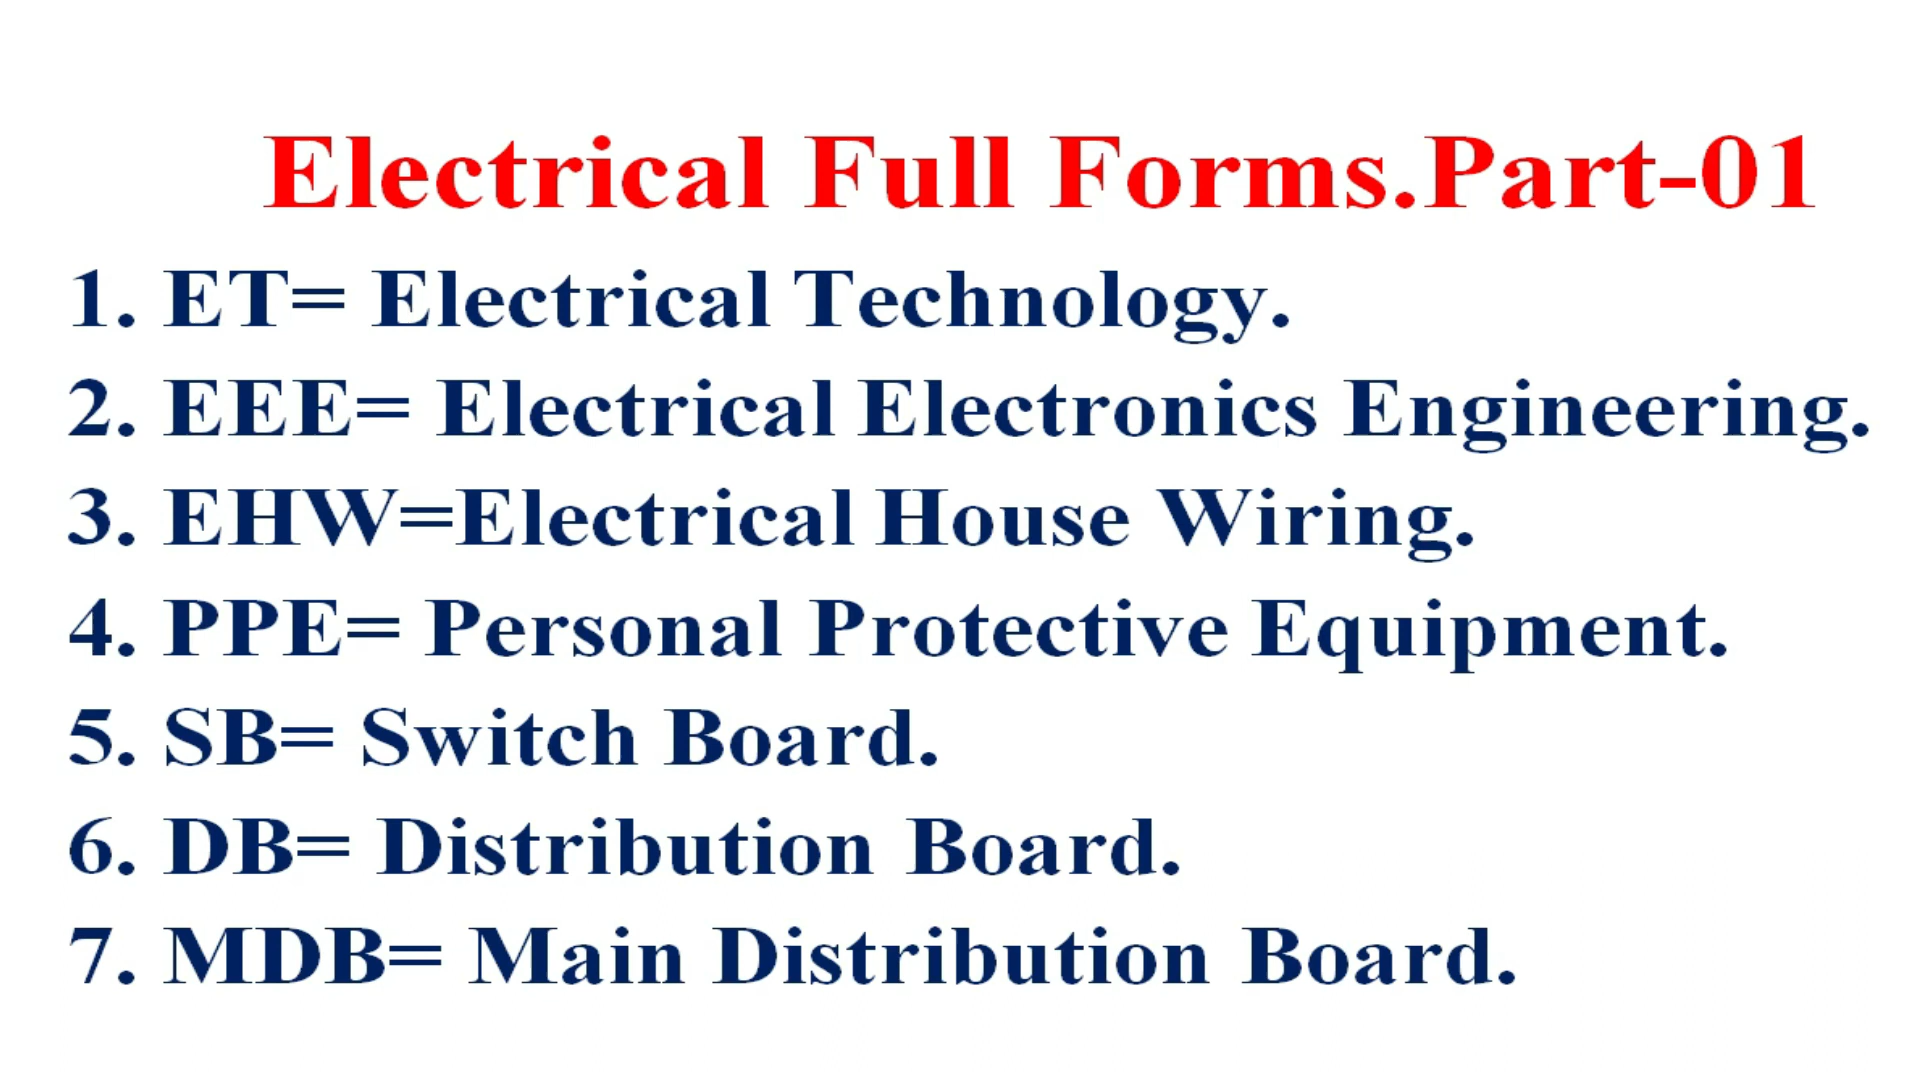 Electrical Full Forms.Part-01
1. ET= Electrical Technology.
2. EEE= Electrical Electronics Engineering.
3. EHW=Electrical House Wiring.
4. PPE= Personal Protective Equipment.
5. SB= Switch Board.
6. DB= Distribution Board.
7. MDB= Main Distribution Board.